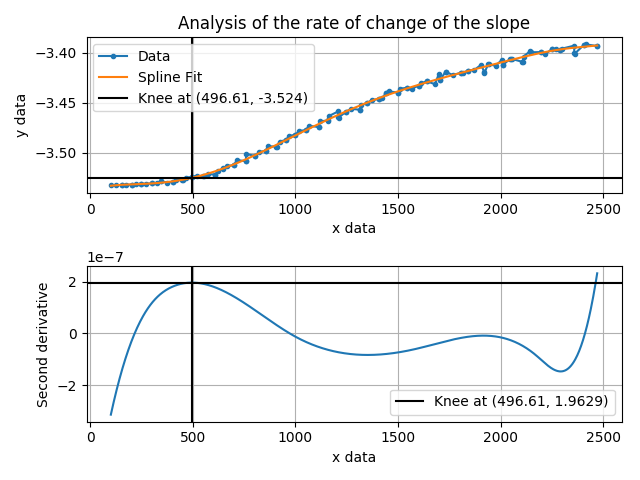 Analysis of the rate of change of the slope
−3.40
−3.45
−3.50
y data
Data
Spline Fit
Knee at (496.61, -3.524)
0
500
1000
1500
2000
2500
x data
1e−7
2
0
−2
Second derivative
Knee at (496.61, 1.9629)
0
500
1000
1500
2000
2500
x data